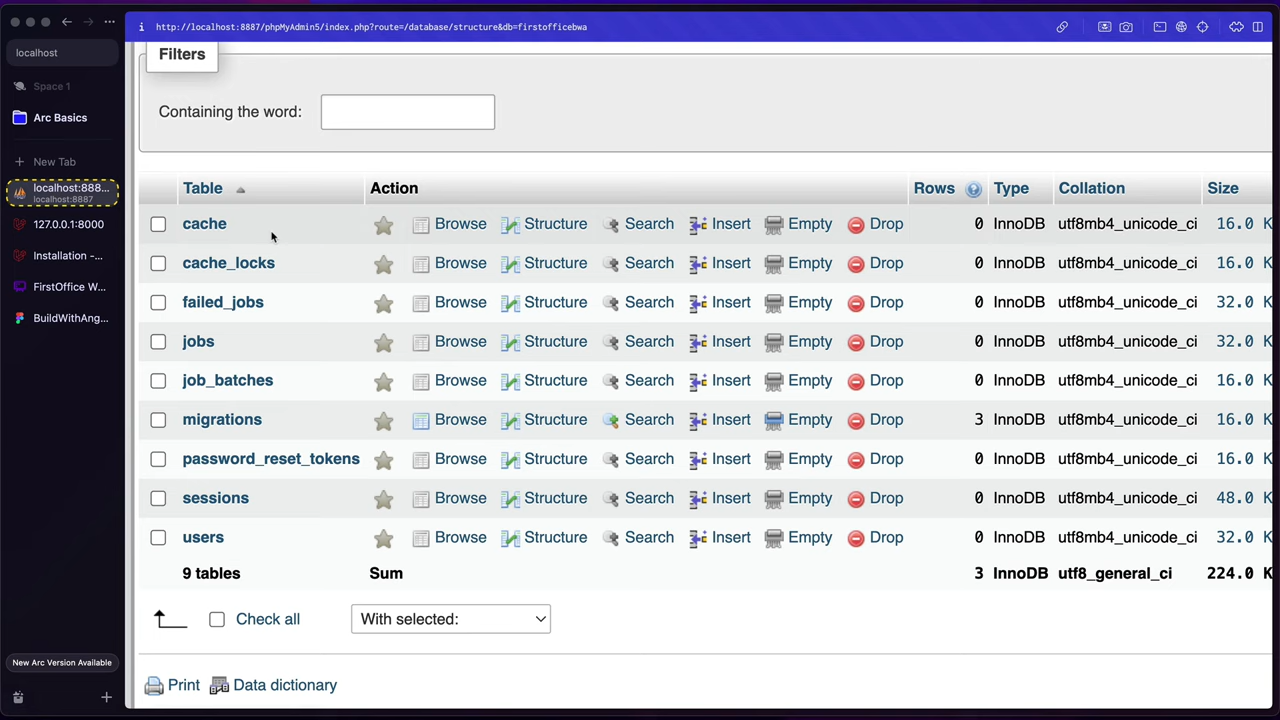 http://localhost:8887/phpMyAdmin5/index.php?route=/database/structure&db=firstofficebwa
localhost
Space 1
Arc Basics
New Tab
localhost:888...
localhost:8887
127.0.0.1:8000
Installation -...
FirstOffice W...
BuildWithAng...
New Arc Version Available
Filters
Containing the word:
Table Action Rows Type Collation Size
cache Browse Structure Search Insert Empty Drop 0 InnoDB utf8mb4_unicode_ci 16.0 K
cache_locks Browse Structure Search Insert Empty Drop 0 InnoDB utf8mb4_unicode_ci 16.0 K
failed_jobs Browse Structure Search Insert Empty Drop 0 InnoDB utf8mb4_unicode_ci 32.0 K
jobs Browse Structure Search Insert Empty Drop 0 InnoDB utf8mb4_unicode_ci 32.0 K
job_batches Browse Structure Search Insert Empty Drop 0 InnoDB utf8mb4_unicode_ci 16.0 K
migrations Browse Structure Search Insert Empty Drop 3 InnoDB utf8mb4_unicode_ci 16.0 K
password_reset_tokens Browse Structure Search Insert Empty Drop 0 InnoDB utf8mb4_unicode_ci 16.0 K
sessions Browse Structure Search Insert Empty Drop 0 InnoDB utf8mb4_unicode_ci 48.0 K
users Browse Structure Search Insert Empty Drop 0 InnoDB utf8mb4_unicode_ci 32.0 K
9 tables Sum 3 InnoDB utf8_general_ci 224.0 K
Check all With selected:
Print Data dictionary